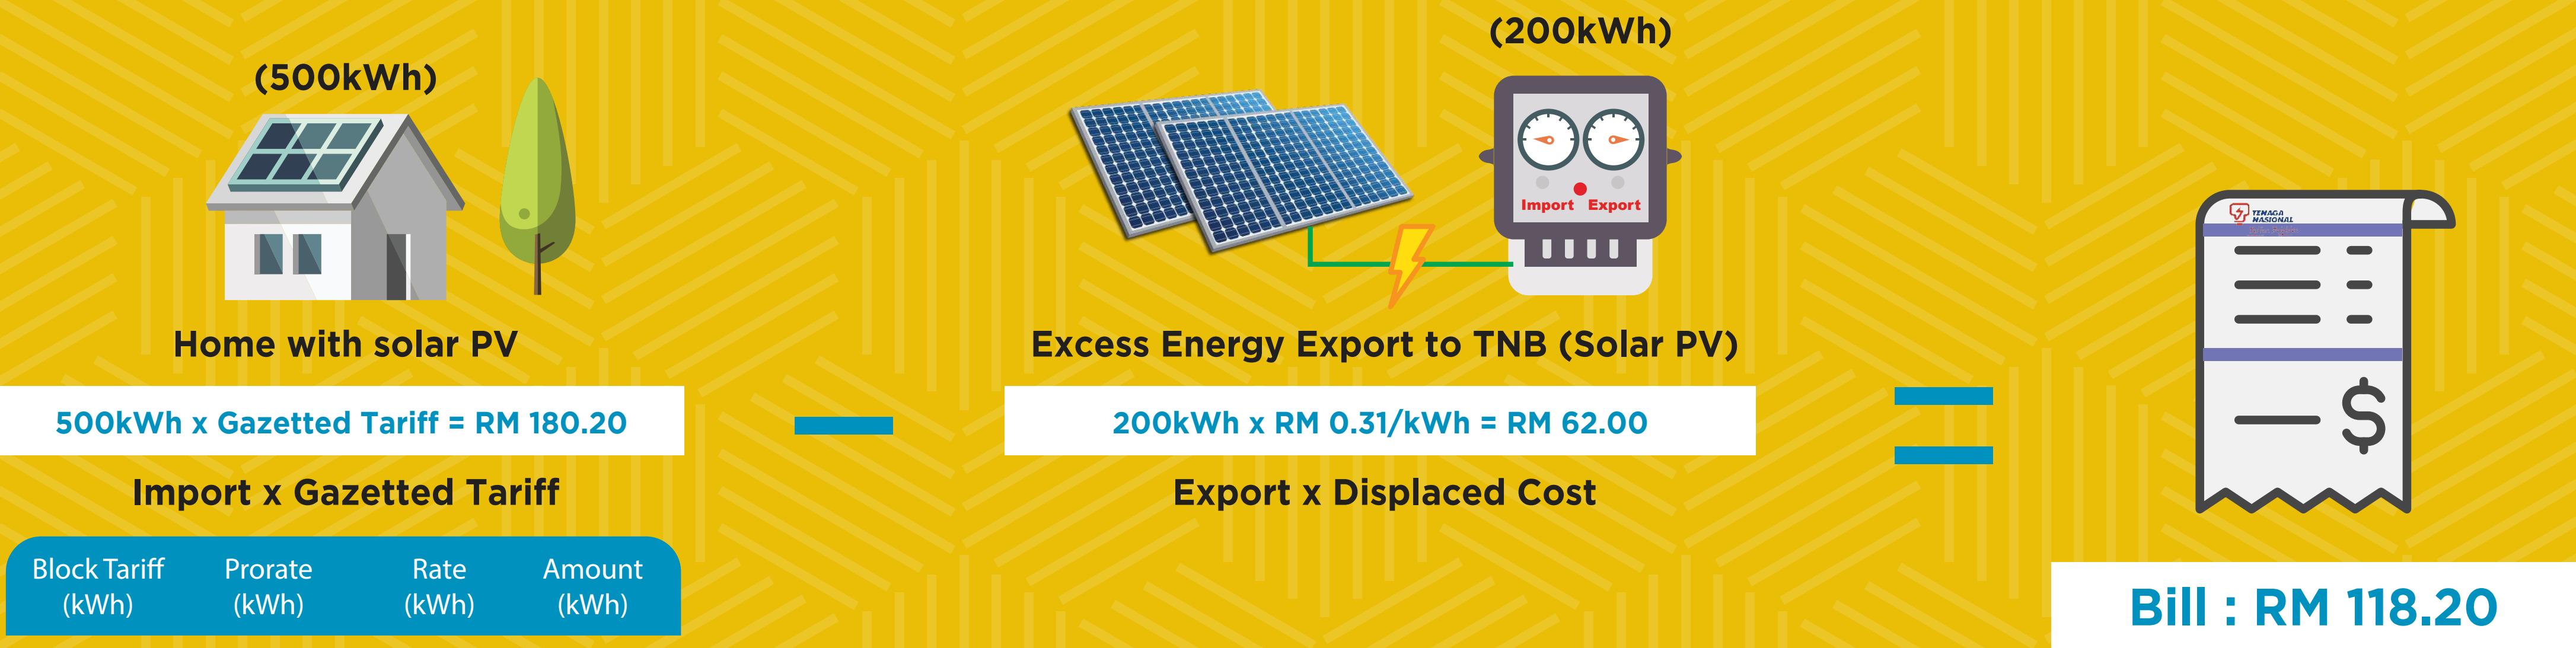 (500kWh)
Home with solar PV
500kWh x Gazetted Tariff = RM 180.20
Import x Gazetted Tariff
Block Tariff (kWh)
Prorate (kWh)
Rate (kWh)
Amount (kWh)
(200kWh)
Import Export
Excess Energy Export to TNB (Solar PV)
200kWh x RM 0.31/kWh = RM 62.00
Export x Displaced Cost
TENAGA
NASIONAL
$
Bill : RM 118.20